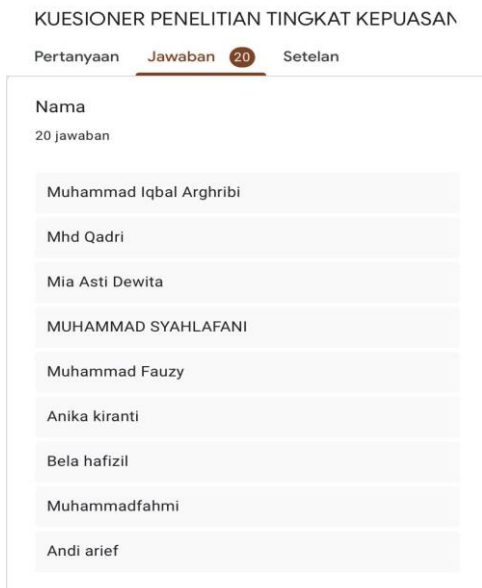 KUESIONER PENELITIAN TINGKAT KEPUASAN
Pertanyaan Jawaban 20 Setelan
Nama
20 jawaban
Muhammad Iqbal Arghribi
Mhd Qadri
Mia Asti Dewita
MUHAMMAD SYAHLAFANI
Muhammad Fauzy
Anika kiranti
Bela hafizil
Muhammadfahmi
Andi arief